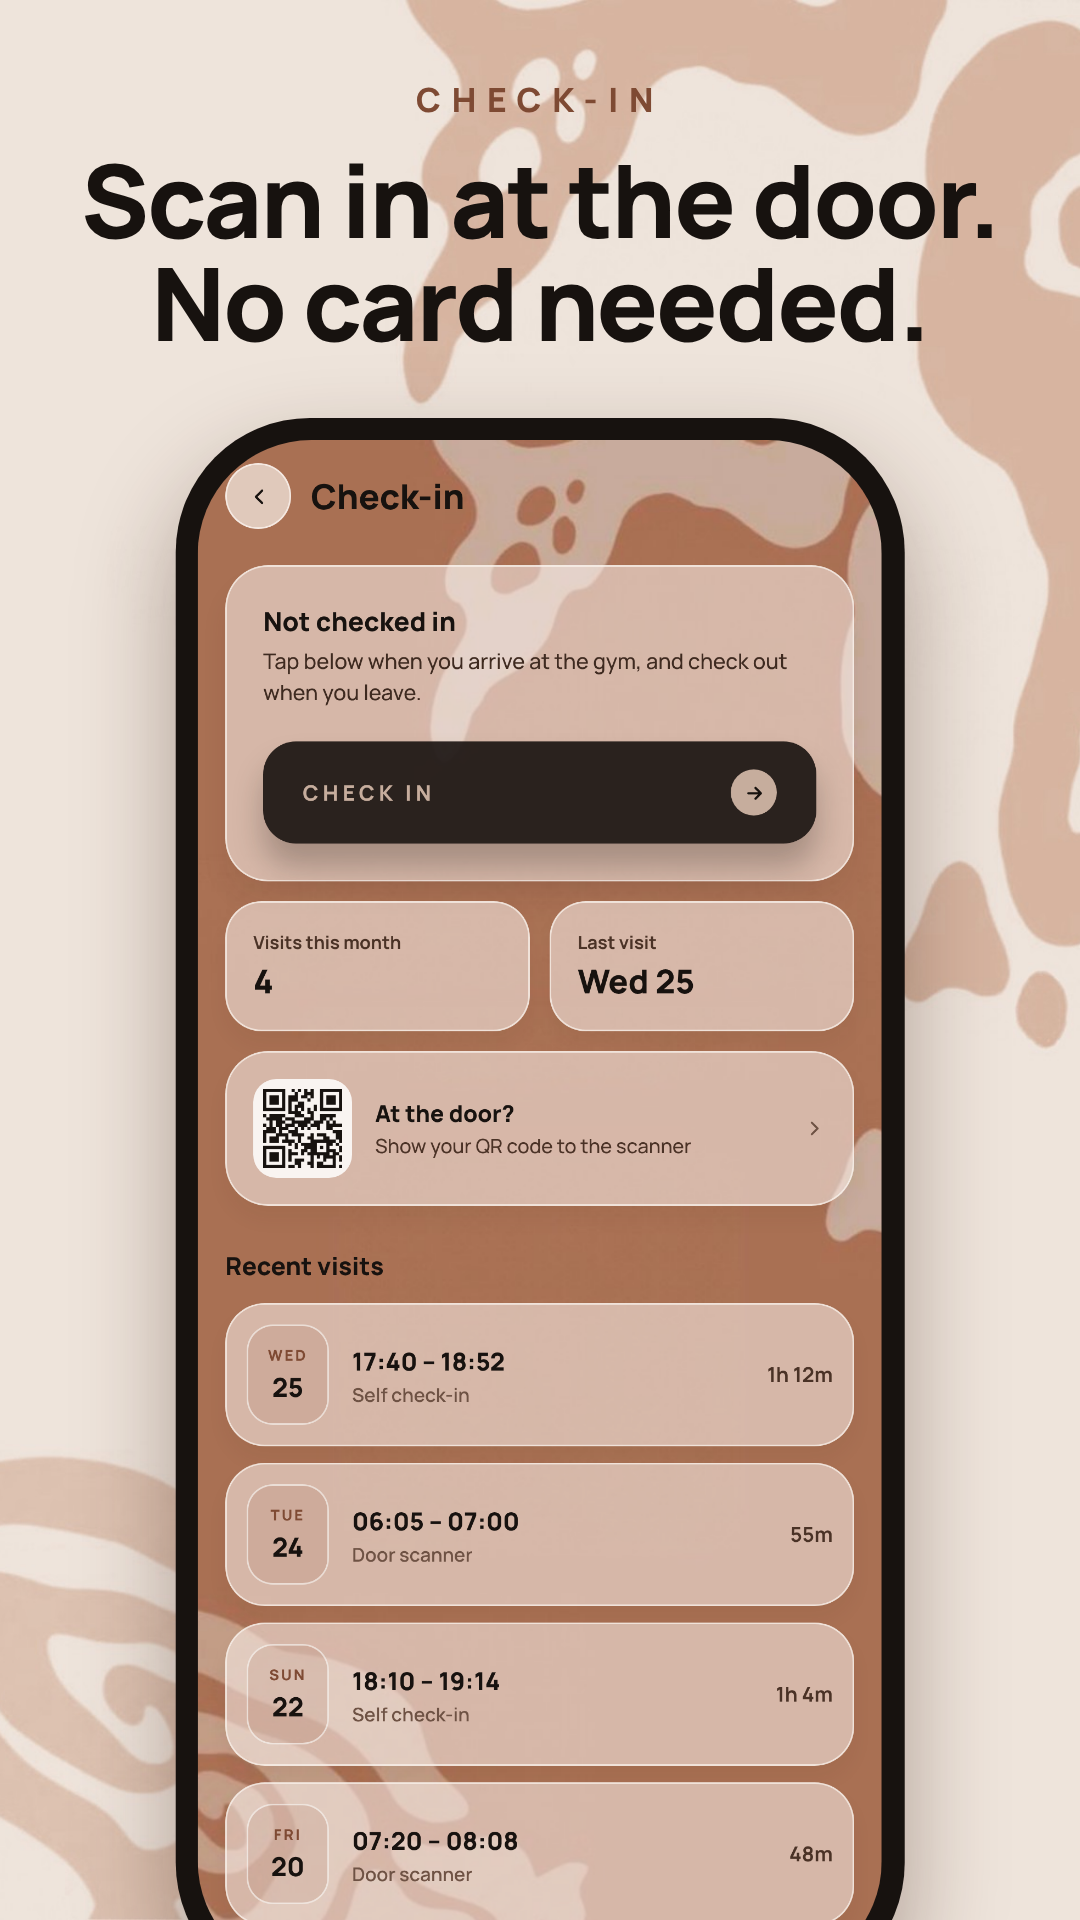 CHECK-IN
Scan in at the door.
No card needed.
Check-in
Not checked in
Tap below when you arrive at the gym, and check out
when you leave.
CHECK IN
Visits this month
4
Last visit
Wed 25
At the door?
Show your QR code to the scanner
Recent visits
WED
25
17:40 – 18:52
Self check-in
1h 12m
TUE
24
06:05 – 07:00
Door scanner
55m
SUN
22
18:10 – 19:14
Self check-in
1h 4m
FRI
20
07:20 – 08:08
Door scanner
48m